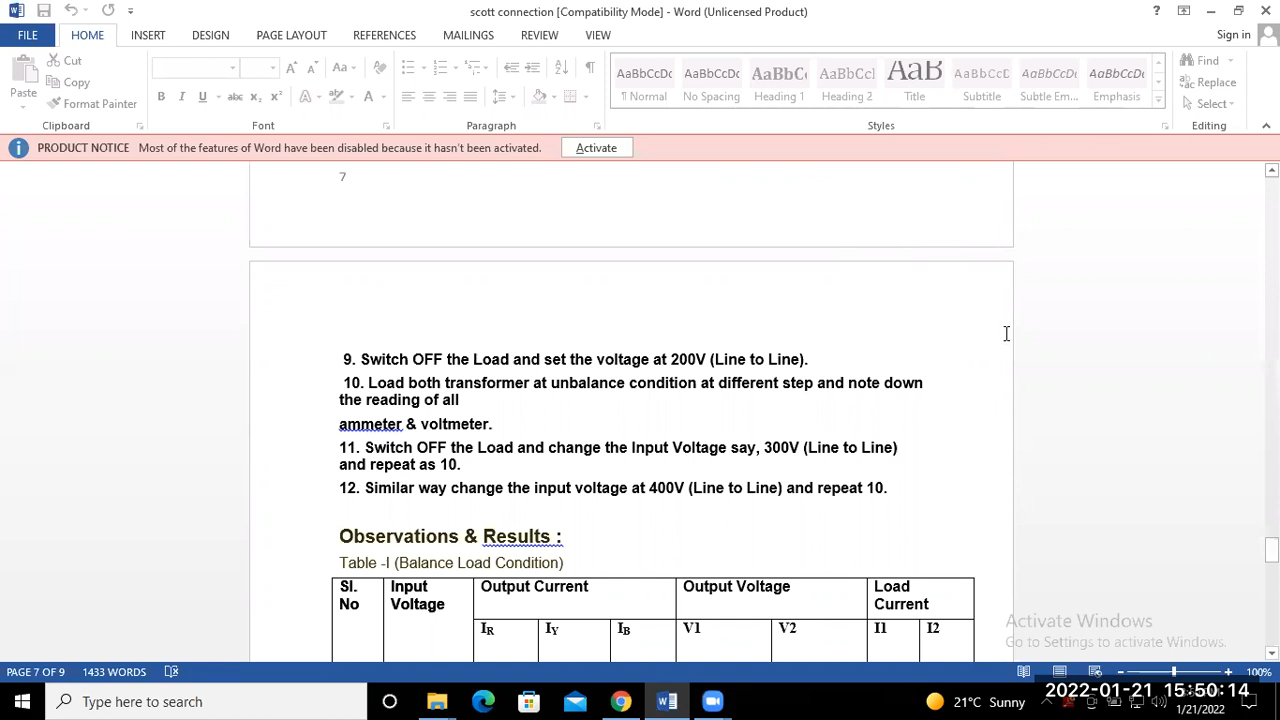 scott connection [Compatibility Mode] - Word (Unlicensed Product)
Sign in
FILE HOME INSERT DESIGN PAGE LAYOUT REFERENCES MAILINGS REVIEW VIEW
Cut
Copy
Format Painter
Paste
Clipboard
Font
Paragraph
AaBbCcDc AaBbCcDc AaBbCc AaBbCcl AaB AaBbCcDc AaBbCcDc AaBbCcDc
¶ Normal No Spacing Heading 1 Heading 2 Title Subtitle Subtle Em... Emphasis
Styles
Find
Replace
Select
Editing
PRODUCT NOTICE Most of the features of Word have been disabled because it hasn't been activated. Activate
7
9. Switch OFF the Load and set the voltage at 200V (Line to Line).
10. Load both transformer at unbalance condition at different step and note down
the reading of all
ammeter & voltmeter.
11. Switch OFF the Load and change the Input Voltage say, 300V (Line to Line)
and repeat as 10.
12. Similar way change the input voltage at 400V (Line to Line) and repeat 10.
Observations & Results :
Table -I (Balance Load Condition)
Sl. No Input Voltage Output Current Output Voltage Load Current
IR IY IB V1 V2 I1 I2
Activate Windows
Go to Settings to activate Windows.
PAGE 7 OF 9 1433 WORDS 100%
Type here to search
21°C Sunny
2022-01-21 15:50:14
1/21/2022